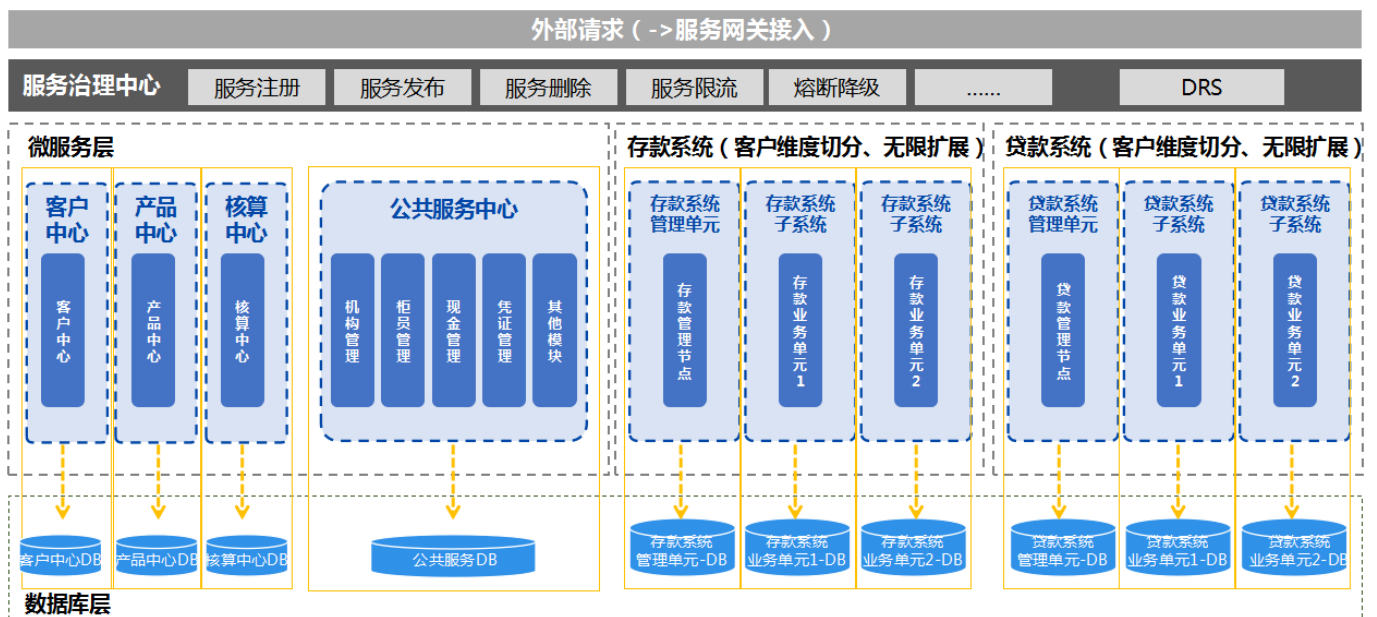 外部请求（->服务网关接入）
服务治理中心
服务注册
服务发布
服务删除
服务限流
熔断降级
......
DRS
微服务层
客户
中心
客户中心
产品
中心
产品中心
核算
中心
核算中心
公共服务中心
机构管理
柜员管理
现金管理
凭证管理
其他模块
存款系统（客户维度切分、无限扩展）
存款系统
管理单元
存款管理节点
存款系统
子系统
存款业务单元1
存款系统
子系统
存款业务单元2
贷款系统（客户维度切分、无限扩展）
贷款系统
管理单元
贷款管理节点
贷款系统
子系统
贷款业务单元1
贷款系统
子系统
贷款业务单元2
客户中心DB
产品中心DB
核算中心DB
公共服务DB
存款系统
管理单元-DB
存款系统
业务单元1-DB
存款系统
业务单元2-DB
贷款系统
管理单元-DB
贷款系统
业务单元1-DB
贷款系统
业务单元2-DB
数据库层